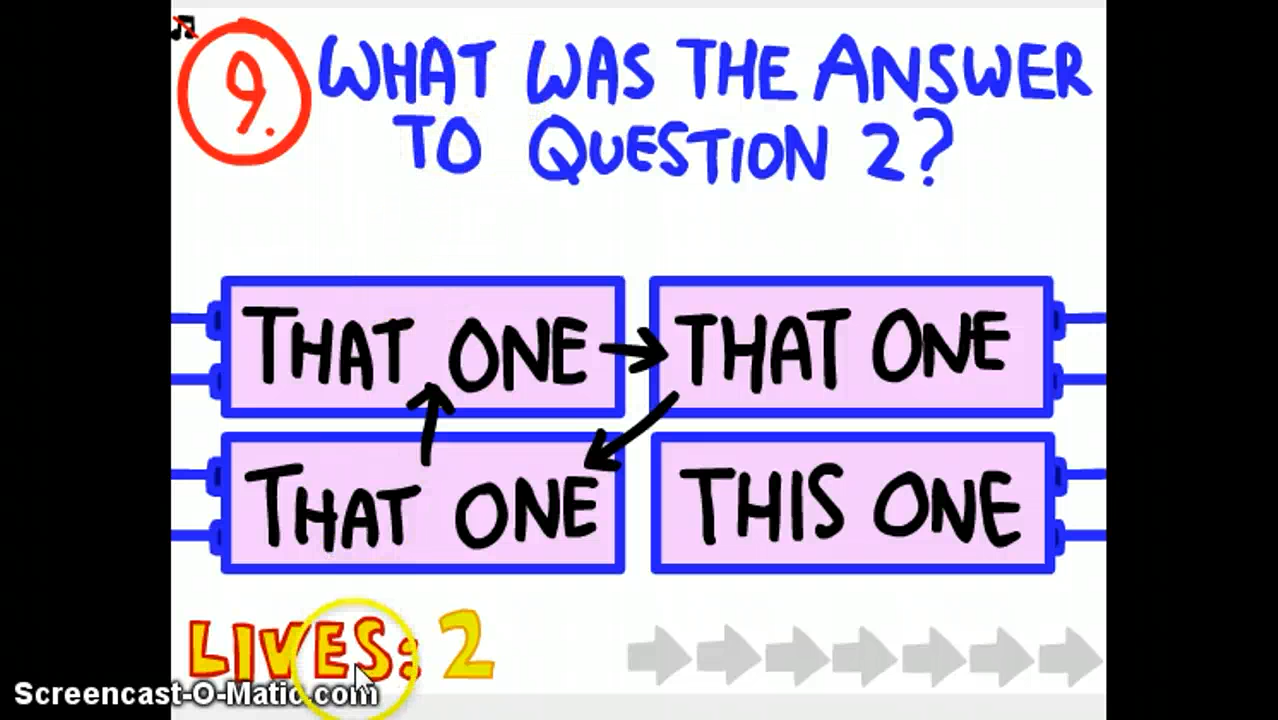 9. WHAT WAS THE ANSWER
TO QUESTION 2?
THAT ONE THAT ONE
THAT ONE THIS ONE
LIVES: 2
Screencast-O-Matic.com